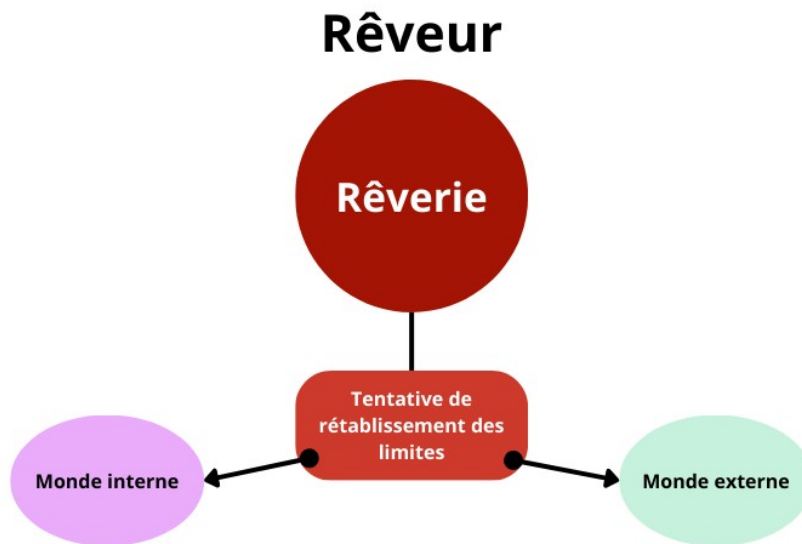 Rêveur
Rêverie
Tentative de
rétablissement des
limites
Monde interne
Monde externe